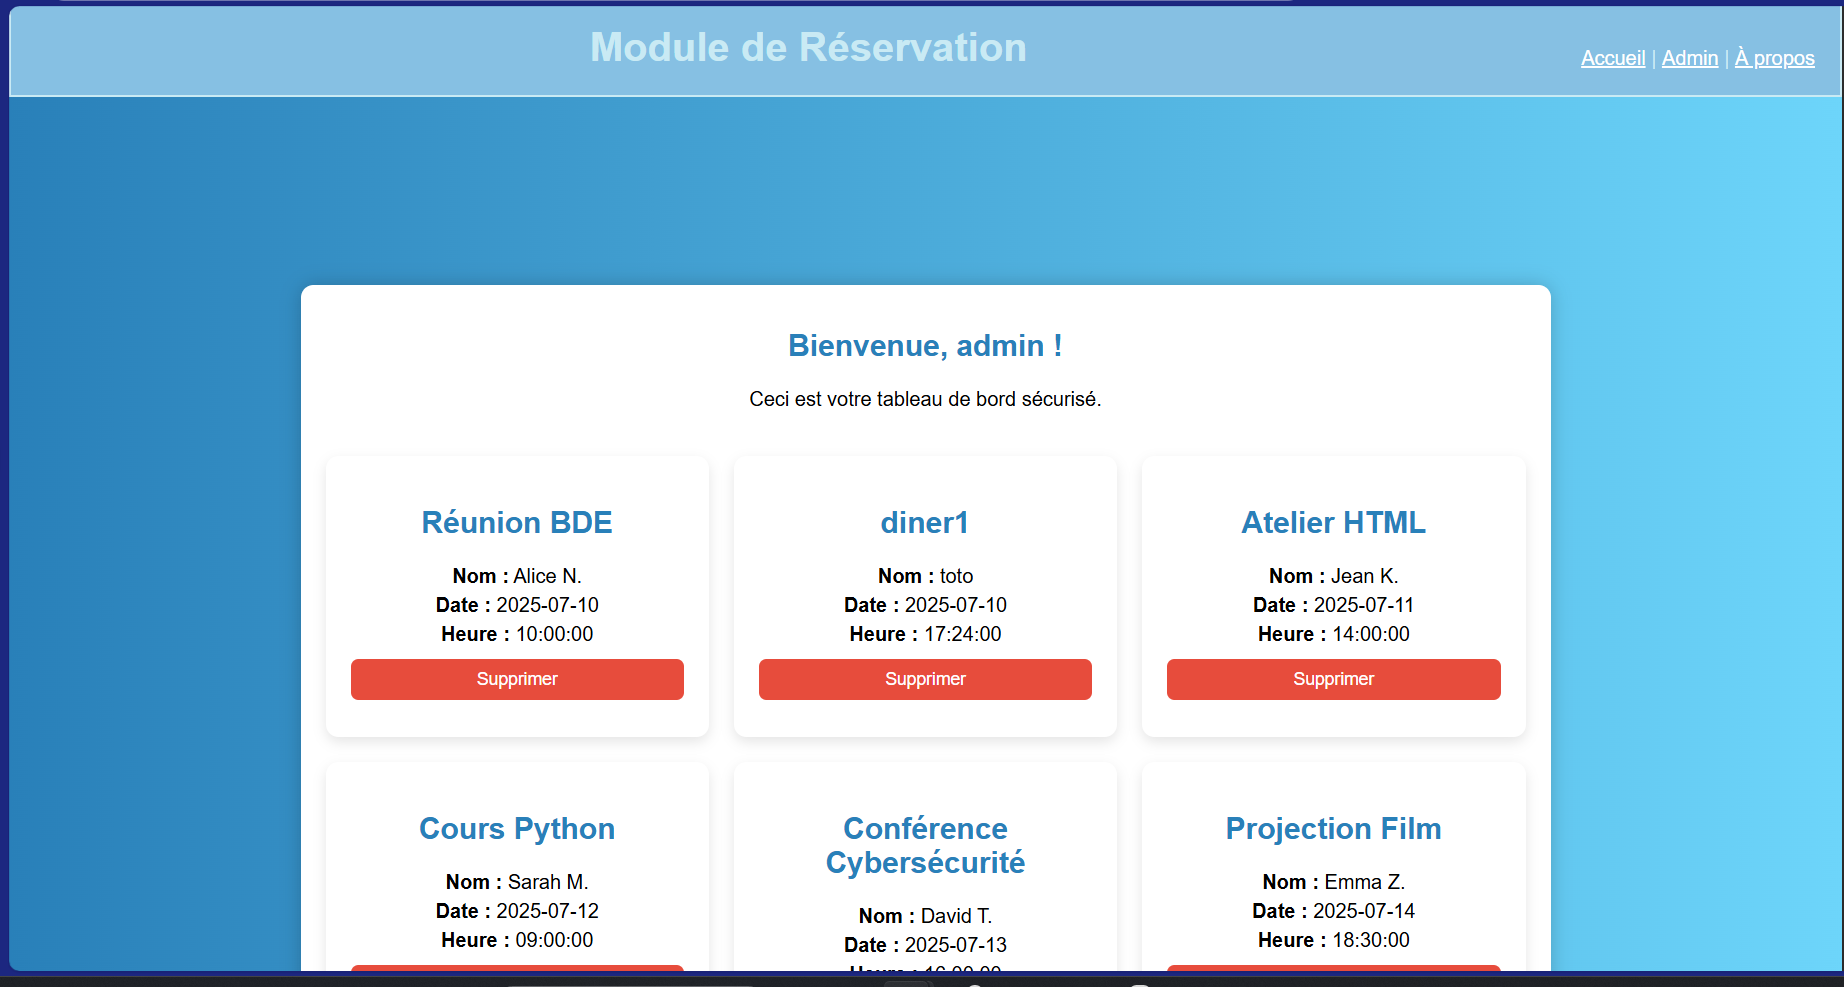 Module de Réservation
Accueil | Admin | À propos
Bienvenue, admin !
Ceci est votre tableau de bord sécurisé.
Réunion BDE
Nom : Alice N.
Date : 2025-07-10
Heure : 10:00:00
Supprimer
diner1
Nom : toto
Date : 2025-07-10
Heure : 17:24:00
Supprimer
Atelier HTML
Nom : Jean K.
Date : 2025-07-11
Heure : 14:00:00
Supprimer
Cours Python
Nom : Sarah M.
Date : 2025-07-12
Heure : 09:00:00
Conférence
Cybersécurité
Nom : David T.
Date : 2025-07-13
Heure : 16:00:00
Projection Film
Nom : Emma Z.
Date : 2025-07-14
Heure : 18:30:00